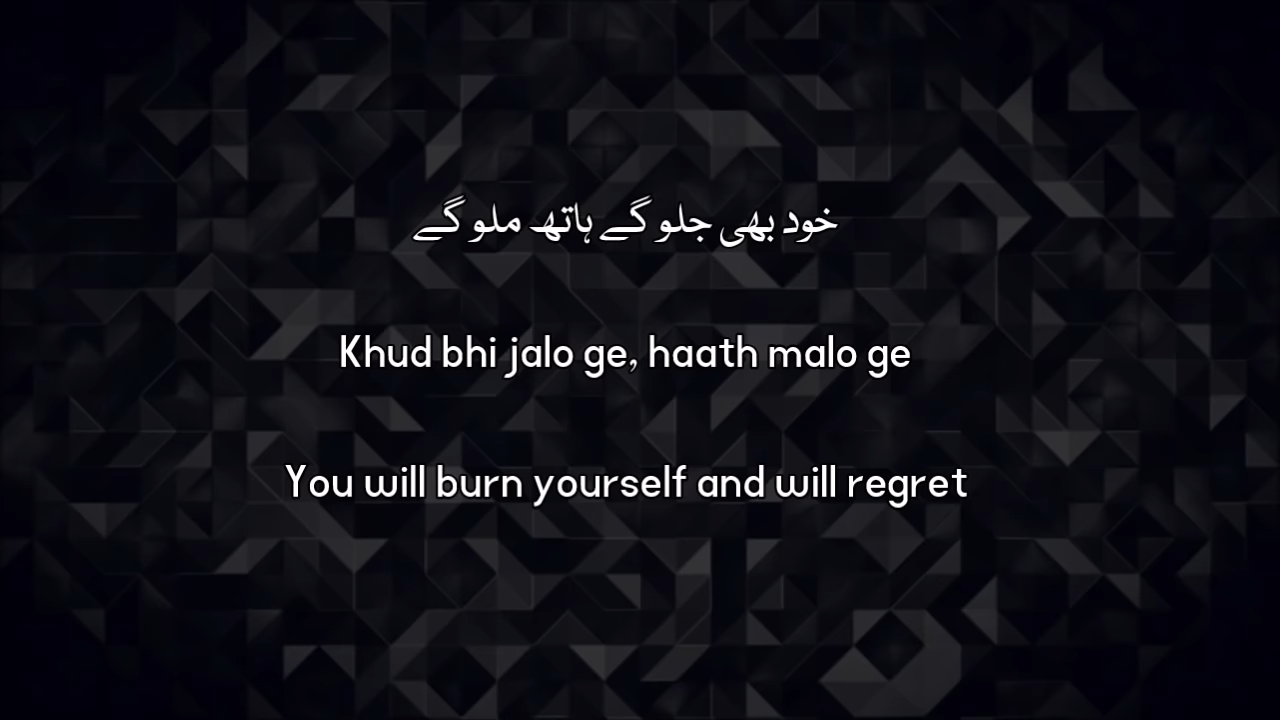 خود بھی جلو گے ہاتھ ملو گے
Khud bhi jalo ge, haath malo ge
You will burn yourself and will regret